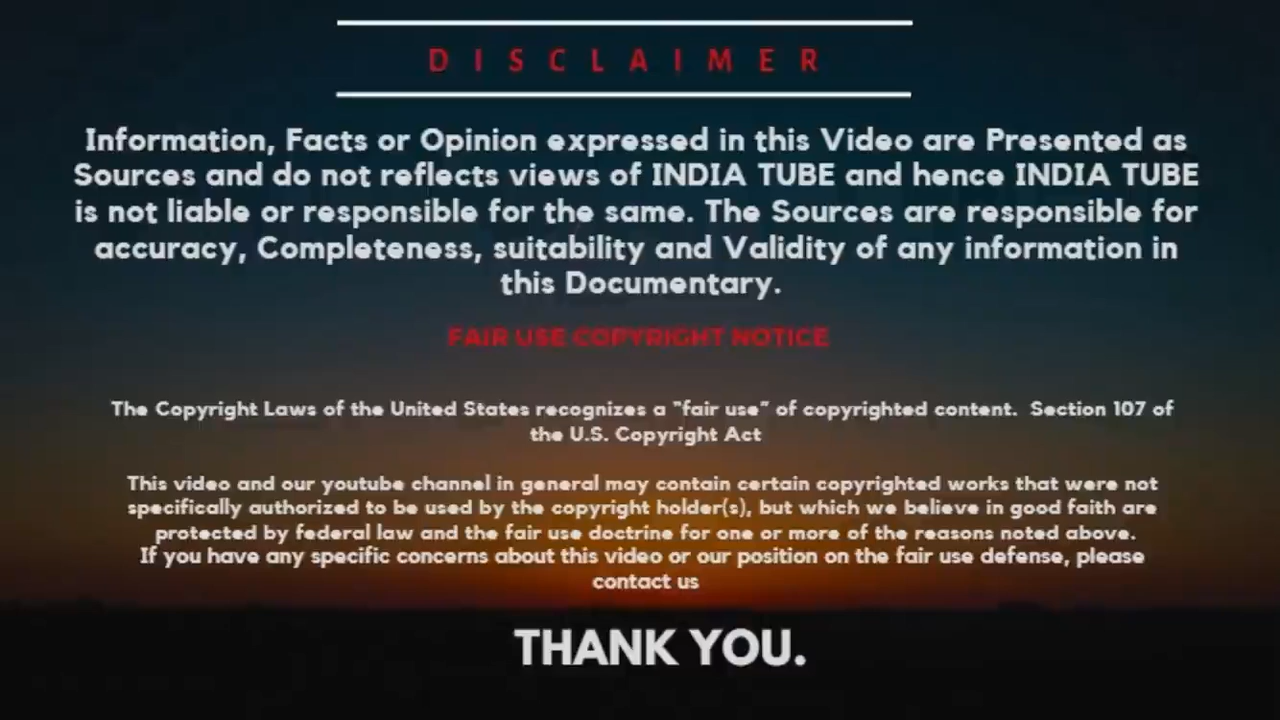 DISCLAIMER
Information, Facts or Opinion expressed in this Video are Presented as
Sources and do not reflects views of INDIA TUBE and hence INDIA TUBE
is not liable or responsible for the same. The Sources are responsible for
accuracy, Completeness, suitability and Validity of any information in
this Documentary.
FAIR USE COPYRIGHT NOTICE
The Copyright Laws of the United States recognizes a "fair use" of copyrighted content.  Section 107 of
the U.S. Copyright Act
This video and our youtube channel in general may contain certain copyrighted works that were not
specifically authorized to be used by the copyright holder(s), but which we believe in good faith are
protected by federal law and the fair use doctrine for one or more of the reasons noted above.
If you have any specific concerns about this video or our position on the fair use defense, please
contact us
THANK YOU.